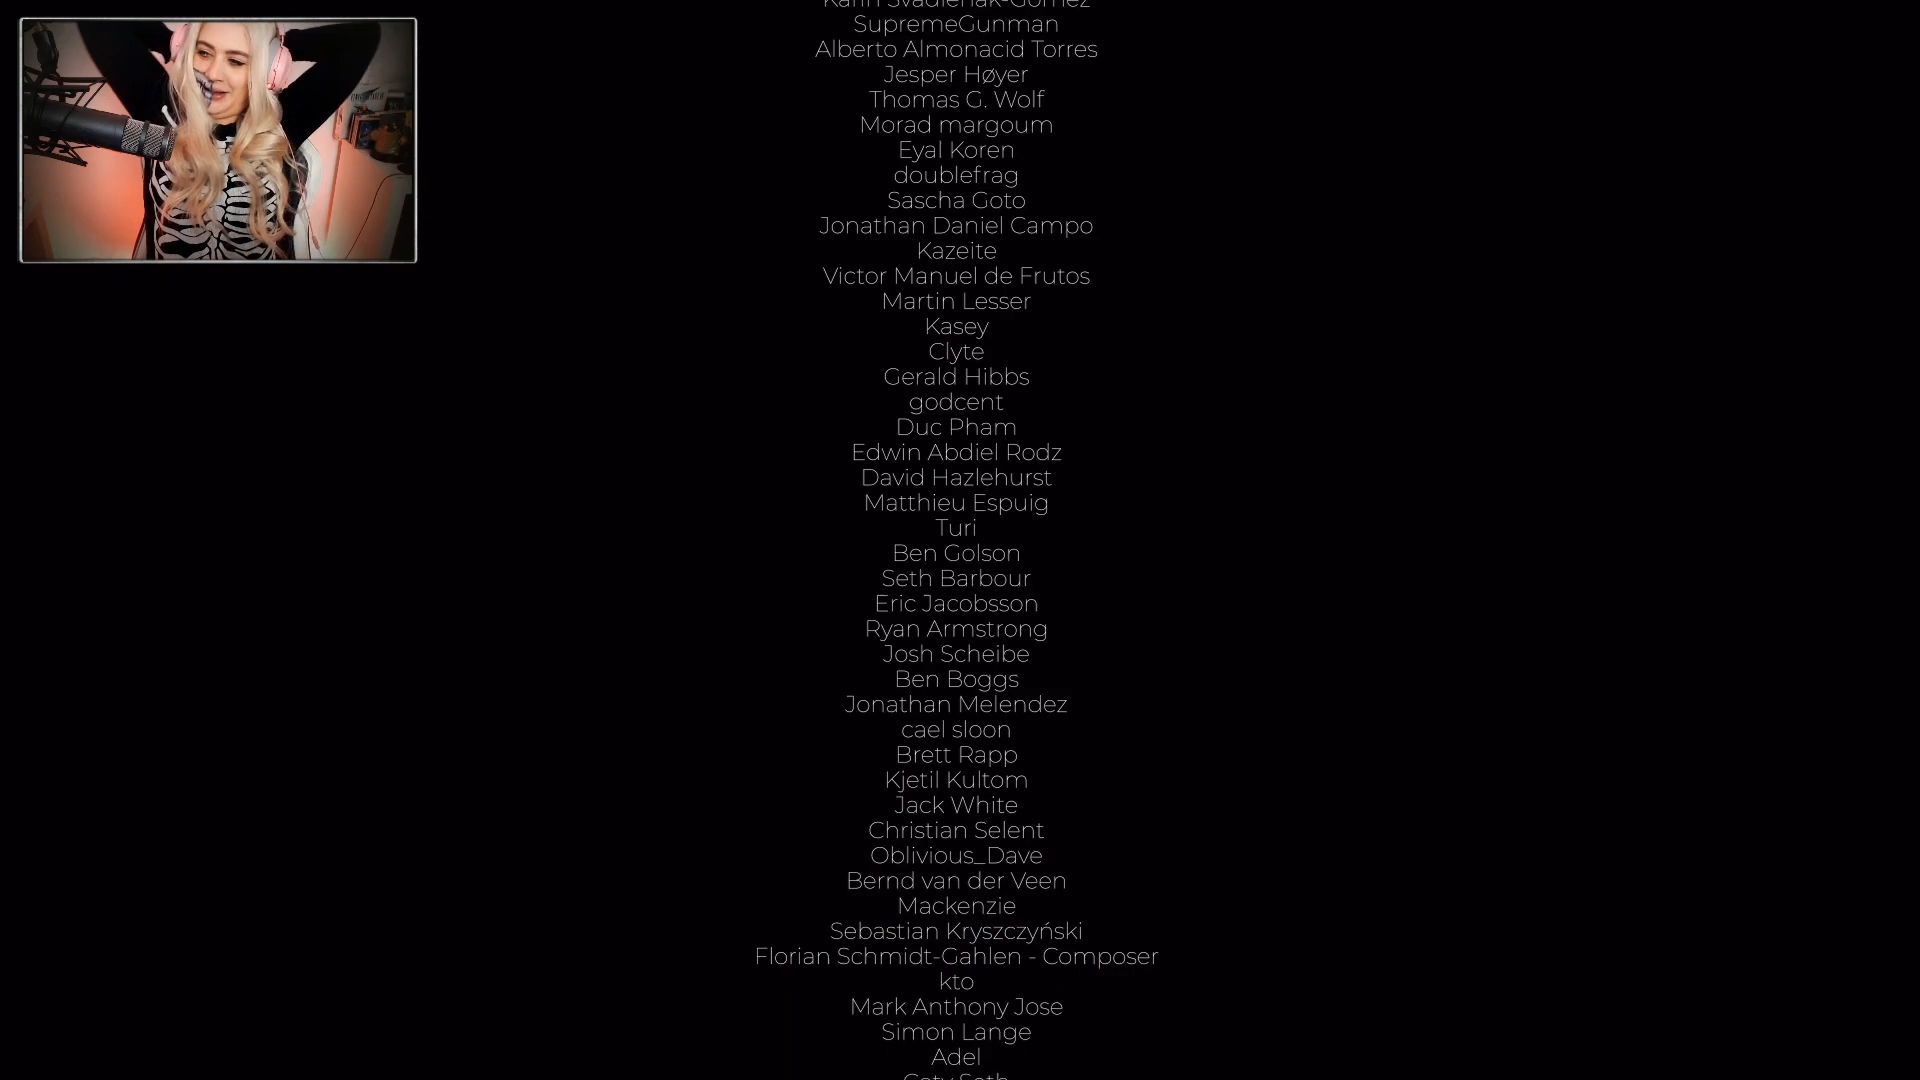 SupremeGunman
Alberto Almonacid Torres
Jesper Høyer
Thomas G. Wolf
Morad margoum
Eyal Koren
doublefrag
Sascha Goto
Jonathan Daniel Campo
Kazeite
Victor Manuel de Frutos
Martin Lesser
Kasey
Clyte
Gerald Hibbs
godcent
Duc Pham
Edwin Abdiel Rodz
David Hazlehurst
Matthieu Espuig
Turi
Ben Golson
Seth Barbour
Eric Jacobsson
Ryan Armstrong
Josh Scheibe
Ben Boggs
Jonathan Melendez
cael sloon
Brett Rapp
Kjetil Kultom
Jack White
Christian Selent
Oblivious_Dave
Bernd van der Veen
Mackenzie
Sebastian Kryszczyński
Florian Schmidt-Gahlen - Composer
kto
Mark Anthony Jose
Simon Lange
Adel